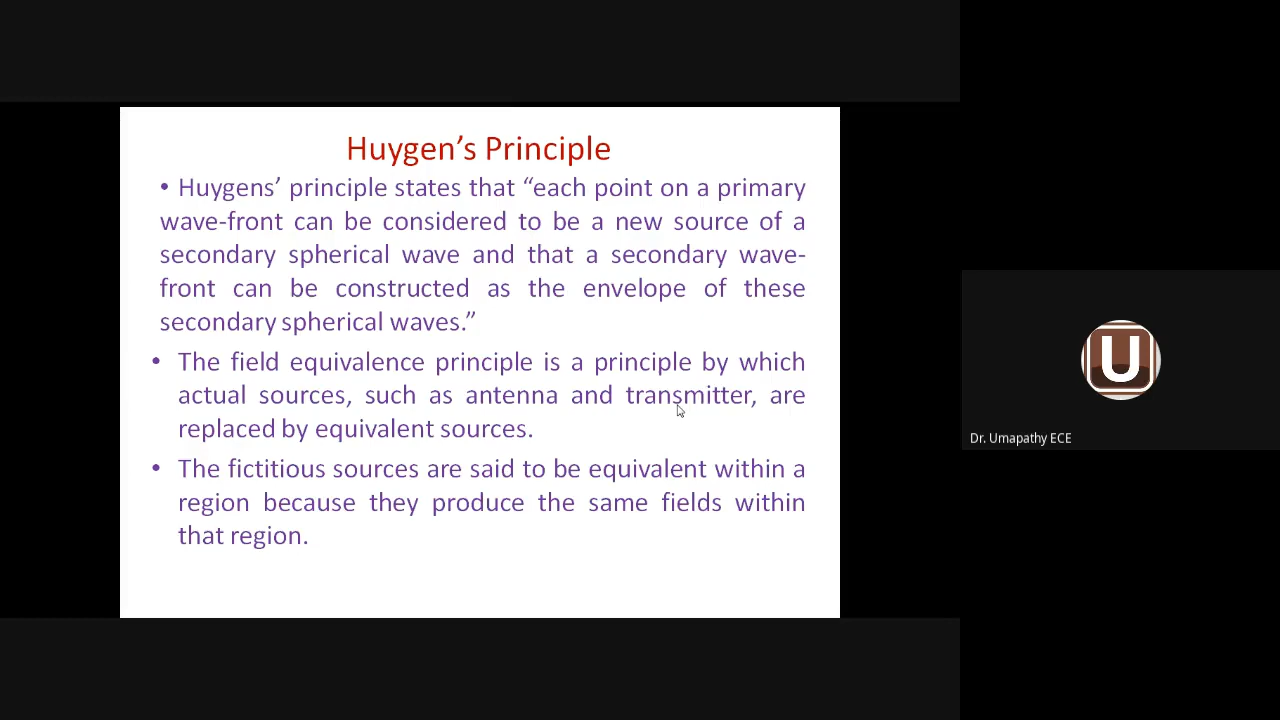 Huygen’s Principle
• Huygens’ principle states that “each point on a primary
wave-front can be considered to be a new source of a
secondary spherical wave and that a secondary wave-
front can be constructed as the envelope of these
secondary spherical waves.”
• The field equivalence principle is a principle by which
actual sources, such as antenna and transmitter, are
replaced by equivalent sources.
• The fictitious sources are said to be equivalent within a
region because they produce the same fields within
that region.
U
Dr. Umapathy ECE